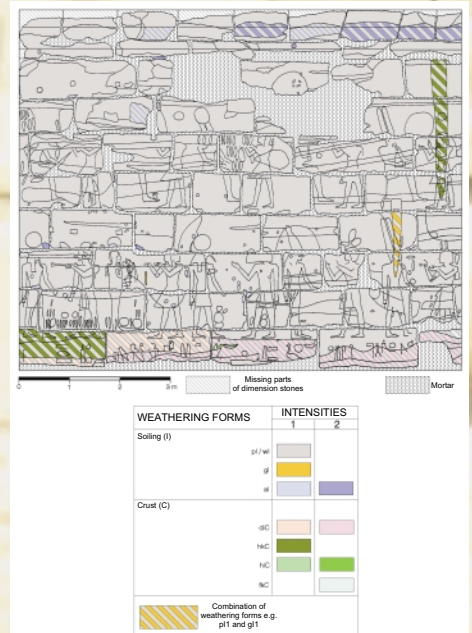 0 1 2 3 m
Missing parts
of dimension stones
Mortar
WEATHERING FORMS
INTENSITIES
1 2
Soiling (I)
pI / wI
gI
aI
Crust (C)
diC
hkC
hiC
fkC
Combination of
weathering forms e.g.
pI1 and gI1